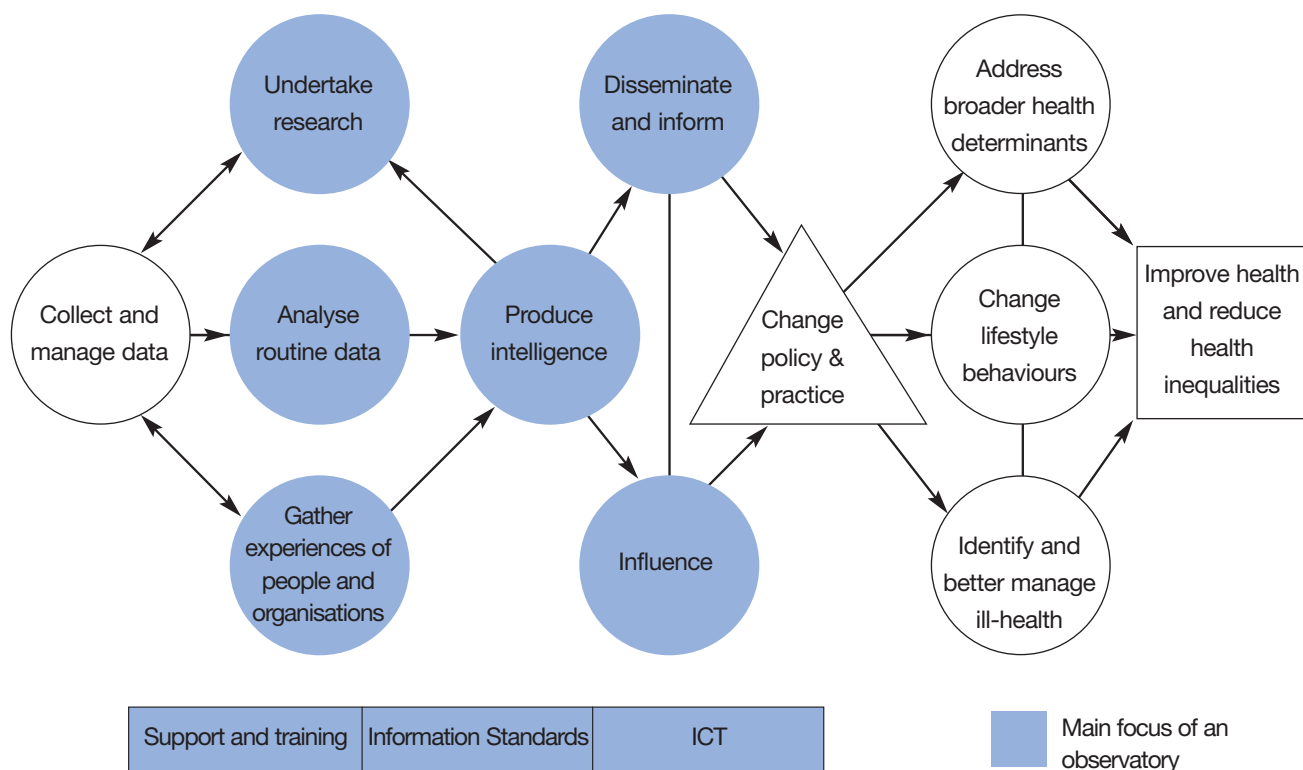 Undertake
research
Disseminate
and inform
Address
broader health
determinants
Collect and
manage data
Analyse
routine data
Produce
intelligence
Change
policy &
practice
Change
lifestyle
behaviours
Improve health
and reduce
health
inequalities
Gather
experiences of
people and
organisations
Influence
Identify and
better manage
ill-health
Support and training
Information Standards
ICT
Main focus of an
observatory